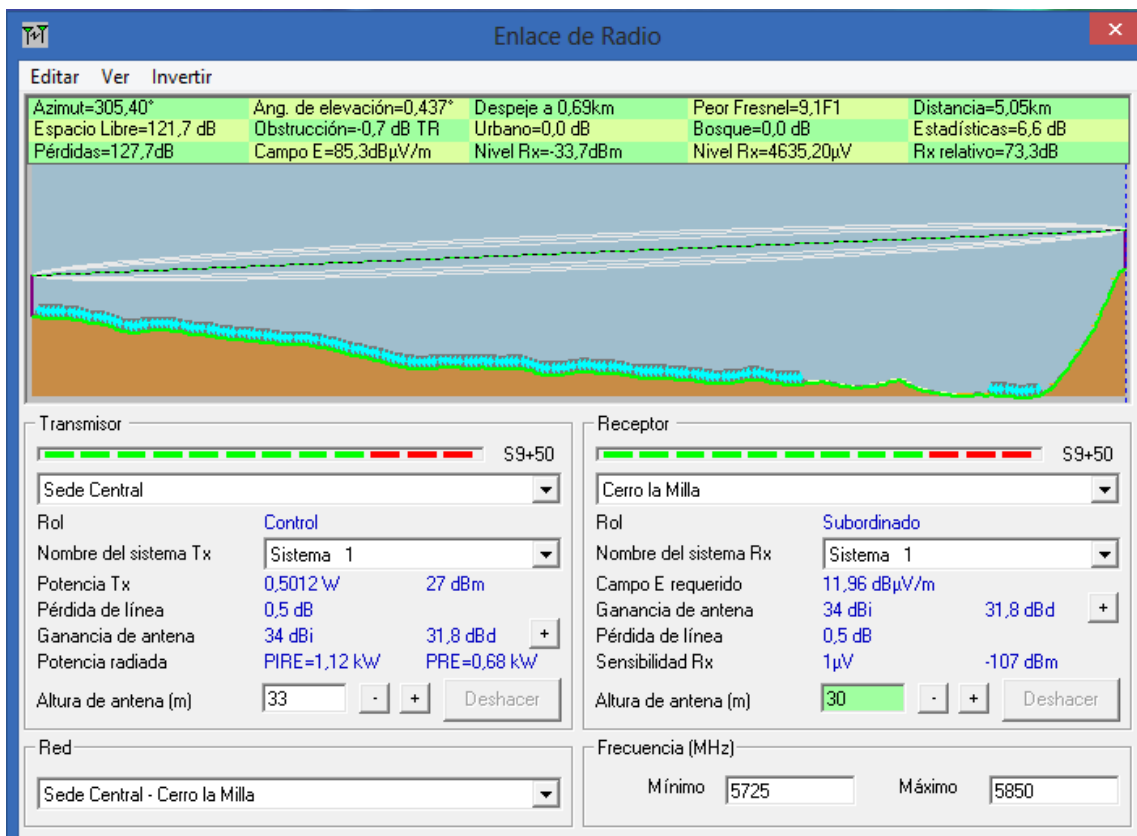 Enlace de Radio
Editar Ver Invertir
Azimut=305,40° Ang. de elevación=0,437° Despeje a 0,69km Peor Fresnel=9,1F1 Distancia=5,05km
Espacio Libre=121,7 dB Obstrucción=-0,7 dB TR Urbano=0,0 dB Bosque=0,0 dB Estadísticas=6,6 dB
Pérdidas=127,7dB Campo E=85,3dBµV/m Nivel Rx=-33,7dBm Nivel Rx=4635,20µV Rx relativo=73,3dB
Transmisor
S9+50
Sede Central
Rol Control
Nombre del sistema Tx Sistema 1
Potencia Tx 0,5012 W 27 dBm
Pérdida de línea 0,5 dB
Ganancia de antena 34 dBi 31,8 dBd +
Potencia radiada PIRE=1,12 kW PRE=0,68 kW
Altura de antena (m) 33 - + Deshacer
Receptor
S9+50
Cerro la Milla
Rol Subordinado
Nombre del sistema Rx Sistema 1
Campo E requerido 11,96 dBµV/m
Ganancia de antena 34 dBi 31,8 dBd +
Pérdida de línea 0,5 dB
Sensibilidad Rx 1µV -107 dBm
Altura de antena (m) 30 - + Deshacer
Red
Sede Central - Cerro la Milla
Frecuencia (MHz)
Mínimo 5725 Máximo 5850